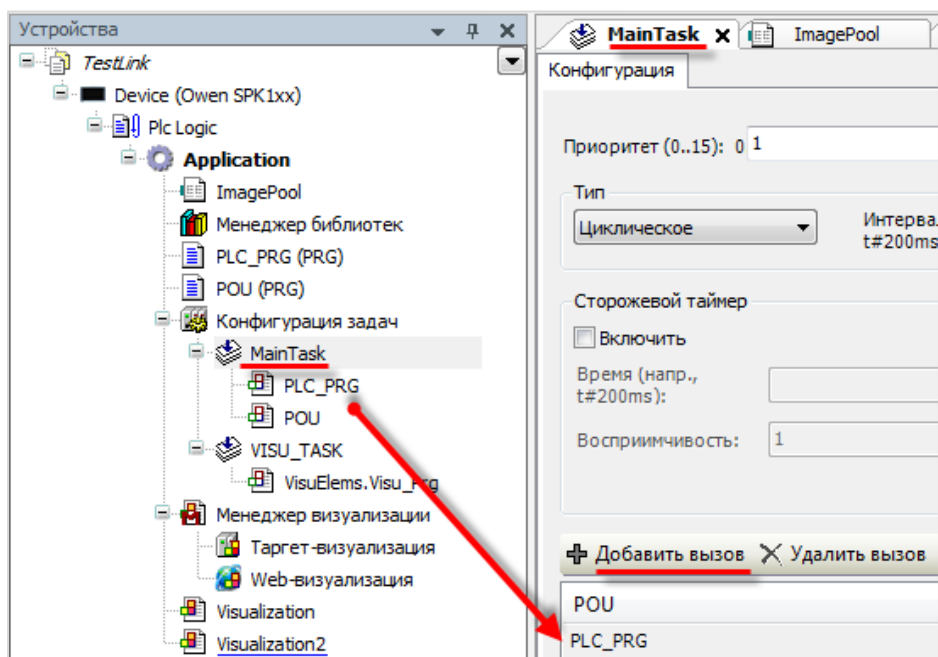 Устройства
TestLink
Device (Owen SPK1xx)
Plc Logic
Application
ImagePool
Менеджер библиотек
PLC_PRG (PRG)
POU (PRG)
Конфигурация задач
MainTask
PLC_PRG
POU
VISU_TASK
VisuElems.Visu_Prg
Менеджер визуализации
Таргет-визуализация
Web-визуализация
Visualization
Visualization2
MainTask ImagePool
Конфигурация
Приоритет (0..15): 0 1
Тип
Циклическое
Интервал
t#200ms
Сторожевой таймер
Включить
Время (напр.,
t#200ms):
Восприимчивость: 1
Добавить вызов Удалить вызов
POU
PLC_PRG